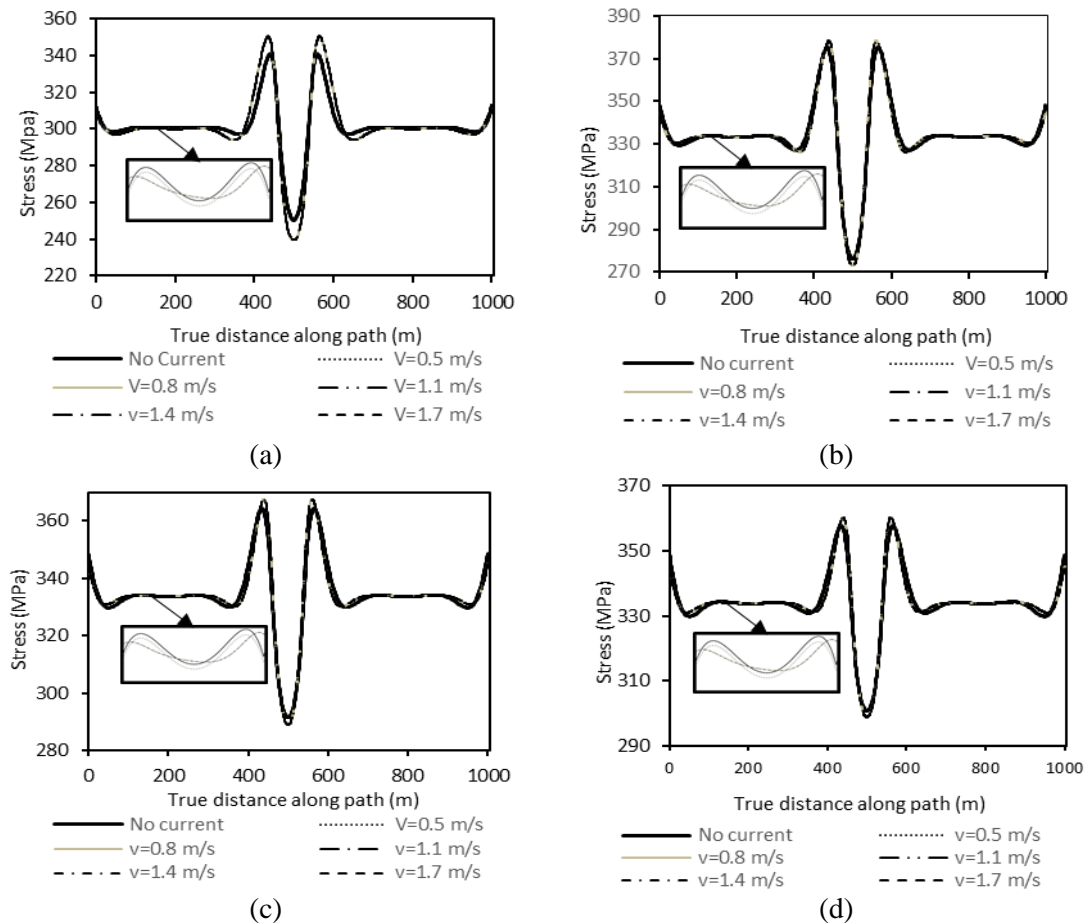 360
340
320
300
280
260
240
220
Stress (Mpa)
0 200 400 600 800 1000
True distance along path (m)
No Current V=0.5 m/s
V=0.8 m/s V=1.1 m/s
v=1.4 m/s V=1.7 m/s
(a)
390
370
350
330
310
290
270
Stress (MPa)
0 200 400 600 800 1000
True distance along path (m)
No current V=0.5 m/s
v=0.8 m/s v=1.1 m/s
v=1.4 m/s v=1.7 m/s
(b)
360
340
320
300
280
Stress (MPa)
0 200 400 600 800 1000
True distance along path (m)
No current V=0.5 m/s
v=0.8 m/s v=1.1 m/s
v=1.4 m/s v=1.7 m/s
(c)
370
350
330
310
290
Stress (MPa)
0 200 400 600 800 1000
True distance along path (m)
No current v=0.5 m/s
v=0.8 m/s v=1.1 m/s
v=1.4 m/s v=1.7 m/s
(d)